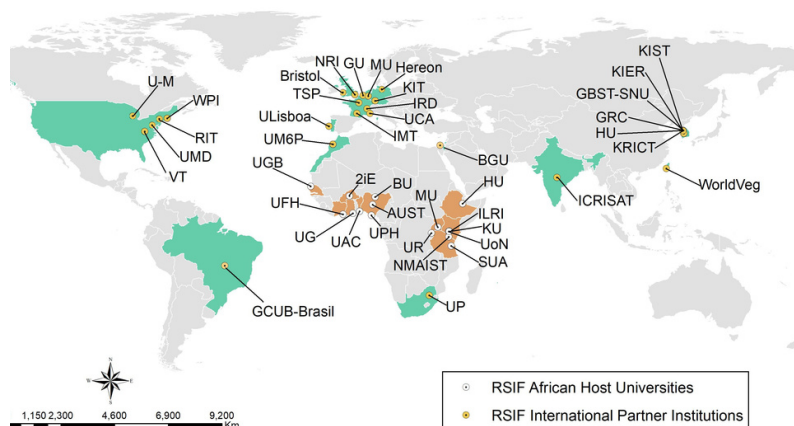 U-M
WPI
RIT
UMD
VT
GCUB-Brasil
NRI
GU
MU
Hereon
Bristol
KIT
TSP
IRD
ULisboa
UCA
UM6P
IMT
BGU
UGB
2iE
BU
HU
UFH
AUST
MU
ILRI
KU
UG
UAC
UPH
UR
UoN
NMAIST
SUA
UP
KIST
KIER
GBST-SNU
GRC
HU
KRICT
WorldVeg
ICRISAT
N
W
E
S
1,150 2,300 4,600 6,900 9,200
Km
RSIF African Host Universities
RSIF International Partner Institutions